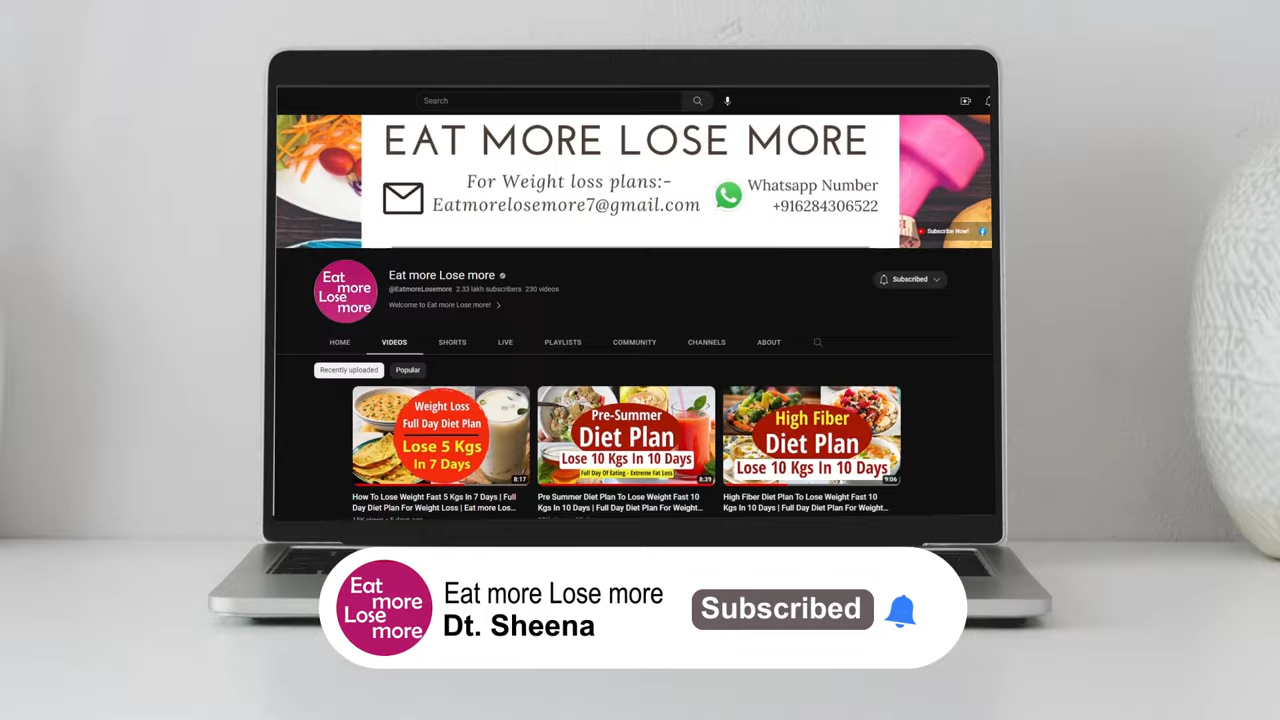 Search
EAT MORE LOSE MORE
For Weight loss plans:-
Eatmorelosemore7@gmail.com
Whatsapp Number
+916284306522
Subscribe Now!
Eat
more
Lose
more
Eat more Lose more
@EatmoreLosemore 2.33 lakh subscribers 230 videos
Welcome to Eat more Lose more!
Subscribed
HOME VIDEOS SHORTS LIVE PLAYLISTS COMMUNITY CHANNELS ABOUT
Recently uploaded Popular
Weight Loss
Full Day Diet Plan
Lose 5 Kgs
In 7 Days
8:17
Pre-Summer
Diet Plan
Lose 10 Kgs In 10 Days
Full Day Of Eating - Extreme Fat Loss
8:39
High Fiber
Diet Plan
Lose 10 Kgs In 10 Days
9:06
How To Lose Weight Fast 5 Kgs In 7 Days | Full
Day Diet Plan For Weight Loss | Eat more Los...
Pre Summer Diet Plan To Lose Weight Fast 10
Kgs In 10 Days | Full Day Diet Plan For Weight...
High Fiber Diet Plan To Lose Weight Fast 10
Kgs In 10 Days | Full Day Diet Plan For Weight...
Eat
more
Lose
more
Eat more Lose more
Dt. Sheena
Subscribed